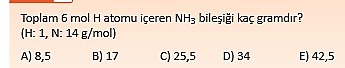 Toplam 6 mol H atomu içeren NH₃ bileşiği kaç gramdır?
(H: 1, N: 14 g/mol)
A) 8,5 B) 17 C) 25,5 D) 34 E) 42,5